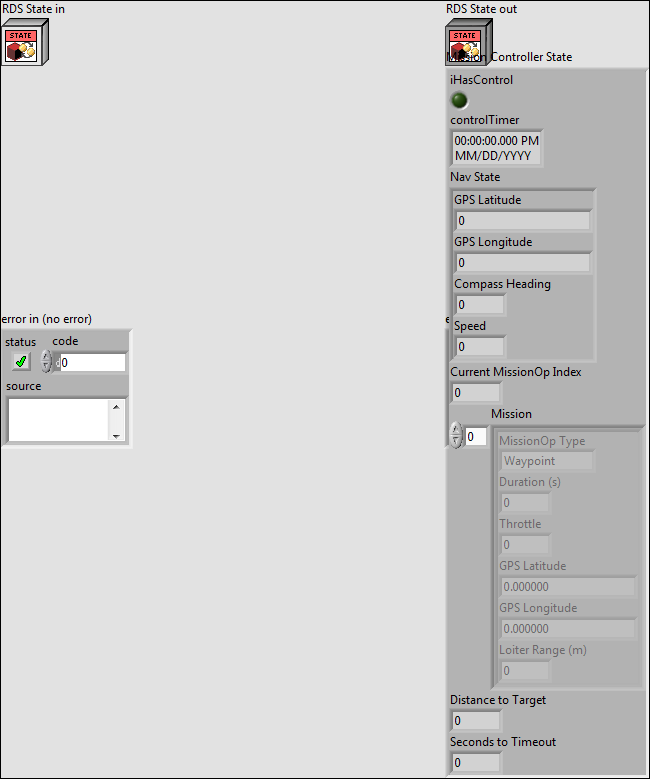 RDS State in
STATE
RDS State out
STATE
Mission Controller State
iHasControl
controlTimer
00:00:00.000 PM
MM/DD/YYYY
Nav State
GPS Latitude
0
GPS Longitude
0
Compass Heading
0
Speed
0
Current MissionOp Index
0
Mission
0
MissionOp Type
Waypoint
Duration (s)
0
Throttle
0
GPS Latitude
0.000000
GPS Longitude
0.000000
Loiter Range (m)
0
Distance to Target
0
Seconds to Timeout
0
error in (no error)
status
code
0
source
e